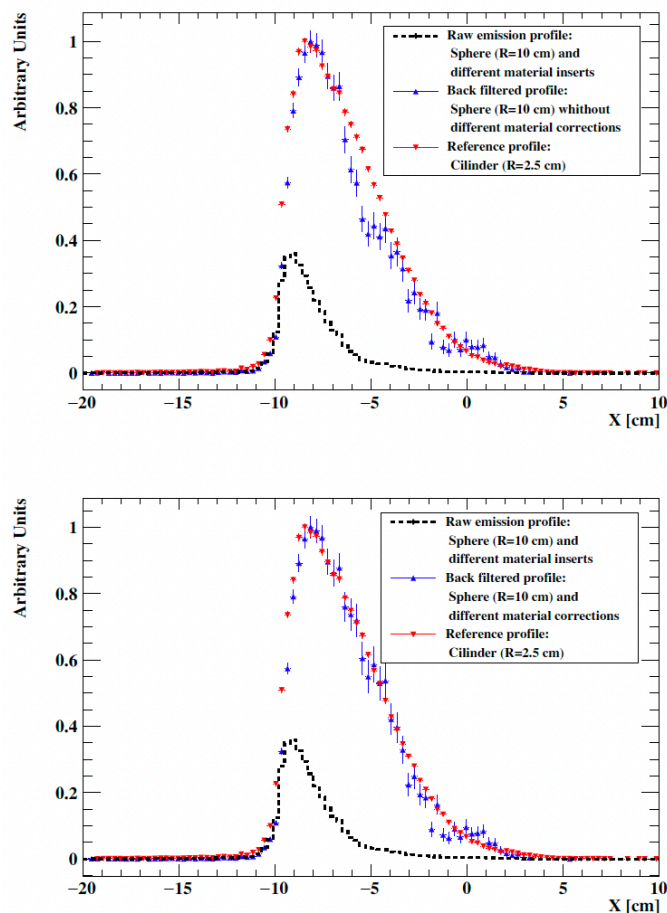 Arbitrary Units
1
0.8
0.6
0.4
0.2
0
−20
−15
−10
−5
0
5
10
X [cm]
Raw emission profile:
Sphere (R=10 cm) and
different material inserts
Back filtered profile:
Sphere (R=10 cm) whithout
different material corrections
Reference profile:
Cilinder (R=2.5 cm)
Arbitrary Units
1
0.8
0.6
0.4
0.2
0
−20
−15
−10
−5
0
5
10
X [cm]
Raw emission profile:
Sphere (R=10 cm) and
different material inserts
Back filtered profile:
Sphere (R=10 cm) and
different material corrections
Reference profile:
Cilinder (R=2.5 cm)